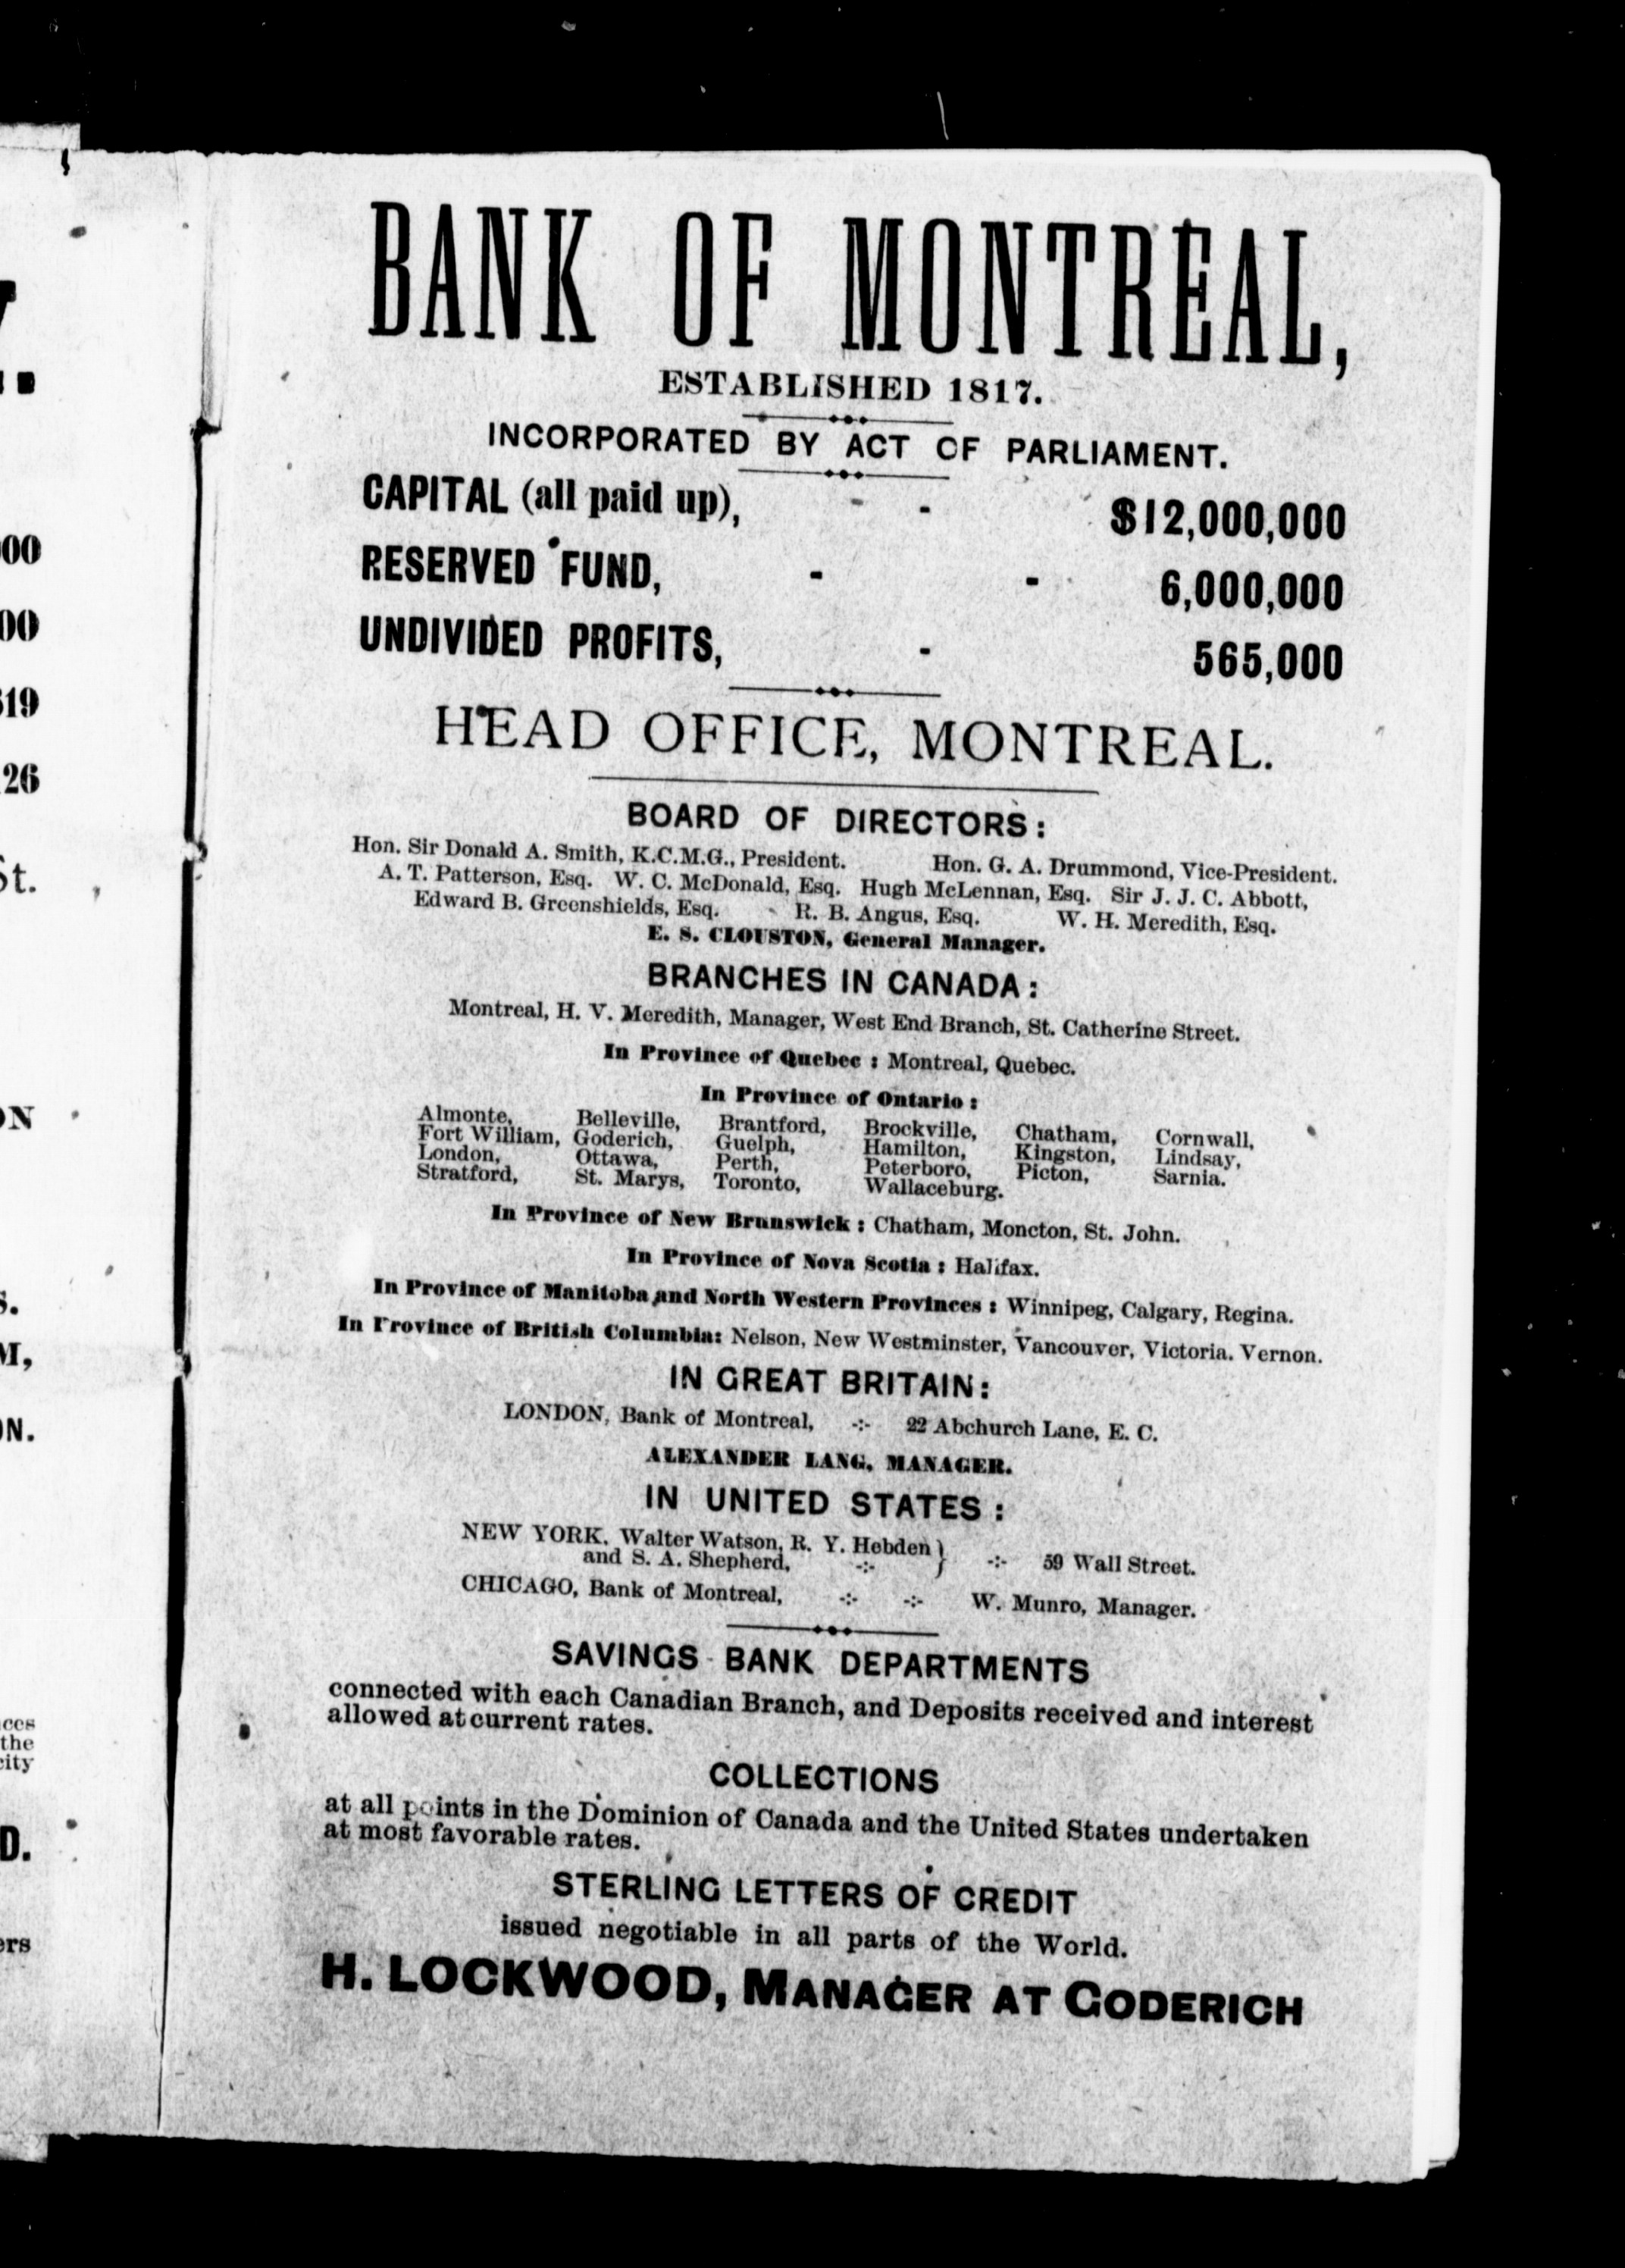 BANK OF MONTREAL,
ESTABLISHED 1817.
INCORPORATED BY ACT OF PARLIAMENT.
CAPITAL (all paid up), - - $12,000,000
RESERVED FUND, - - 6,000,000
UNDIVIDED PROFITS, - 565,000
HEAD OFFICE, MONTREAL.
BOARD OF DIRECTORS:
Hon. Sir Donald A. Smith, K.C.M.G., President. Hon. G. A. Drummond, Vice-President.
A. T. Patterson, Esq. W. C. McDonald, Esq. Hugh McLennan, Esq. Sir J. J. C. Abbott,
Edward B. Greenshields, Esq. R. B. Angus, Esq. W. H. Meredith, Esq.
E. S. CLOUSTON, General Manager.
BRANCHES IN CANADA:
Montreal, H. V. Meredith, Manager, West End Branch, St. Catherine Street.
In Province of Quebec : Montreal, Quebec.
In Province of Ontario :
Almonte, Belleville, Brantford, Brockville, Chatham, Cornwall,
Fort William, Goderich, Guelph, Hamilton, Kingston, Lindsay,
London, Ottawa, Perth, Peterboro, Picton, Sarnia.
Stratford, St. Marys, Toronto, Wallaceburg.
In Province of New Brunswick : Chatham, Moncton, St. John.
In Province of Nova Scotia : Halifax.
In Province of Manitoba and North Western Provinces : Winnipeg, Calgary, Regina.
In Province of British Columbia: Nelson, New Westminster, Vancouver, Victoria. Vernon.
IN GREAT BRITAIN:
LONDON, Bank of Montreal, -:- 22 Abchurch Lane, E. C.
ALEXANDER LANG, MANAGER.
IN UNITED STATES :
NEW YORK. Walter Watson, R. Y. Hebden }
and S. A. Shepherd, -:- } -:- 59 Wall Street.
CHICAGO, Bank of Montreal, -:- -:- W. Munro, Manager.
SAVINGS BANK DEPARTMENTS
connected with each Canadian Branch, and Deposits received and interest
allowed at current rates.
COLLECTIONS
at all points in the Dominion of Canada and the United States undertaken
at most favorable rates.
STERLING LETTERS OF CREDIT
issued negotiable in all parts of the World.
H. LOCKWOOD, MANAGER AT GODERICH